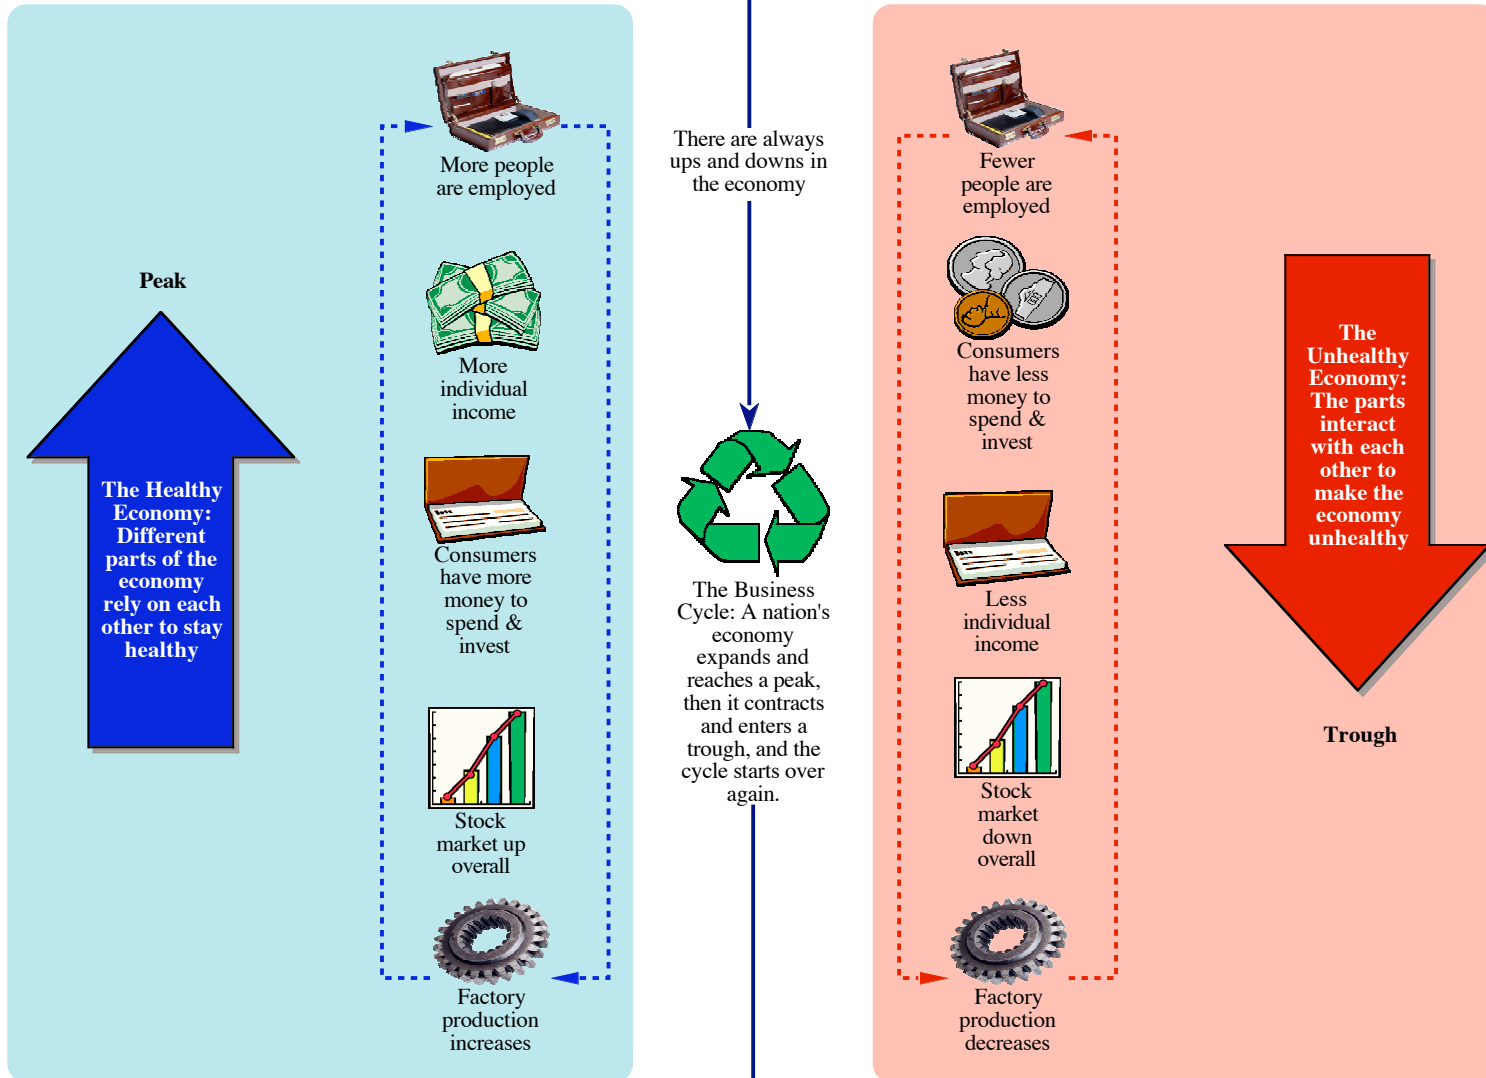 Peak
The Healthy
Economy:
Different
parts of the
economy
rely on each
other to stay
healthy
More people
are employed
More
individual
income
Consumers
have more
money to
spend &
invest
Stock
market up
overall
Factory
production
increases
There are always
ups and downs in
the economy
The Business
Cycle: A nation's
economy
expands and
reaches a peak,
then it contracts
and enters a
trough, and the
cycle starts over
again.
Fewer
people are
employed
Consumers
have less
money to
spend &
invest
Less
individual
income
Stock
market
down
overall
Factory
production
decreases
The
Unhealthy
Economy:
The parts
interact
with each
other to
make the
economy
unhealthy
Trough